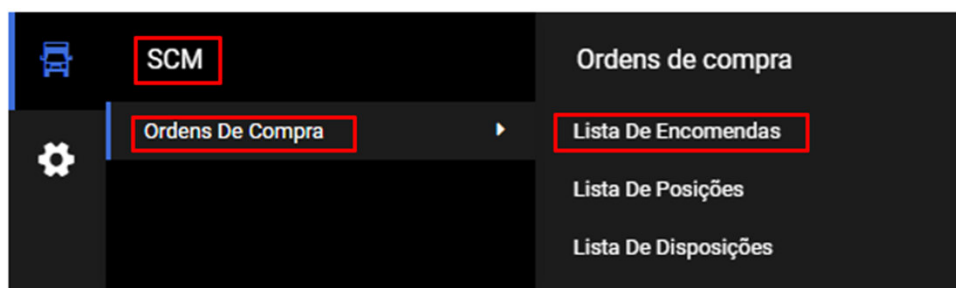 SCM
Ordens De Compra
Ordens de compra
Lista De Encomendas
Lista De Posições
Lista De Disposições